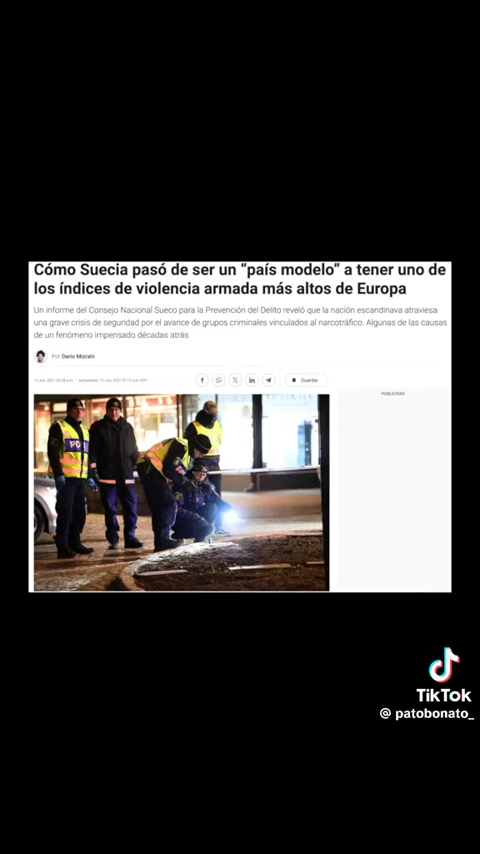 Cómo Suecia pasó de ser un “país modelo” a tener uno de
los índices de violencia armada más altos de Europa
Un informe del Consejo Nacional Sueco para la Prevención del Delito reveló que la nación escandinava atraviesa
una grave crisis de seguridad por el avance de grupos criminales vinculados al narcotráfico. Algunas de las causas
de un fenómeno impensado décadas atrás
Por Darío Mizrahi
Guardar
PUBLICIDAD
TikTok
@ patobonato_